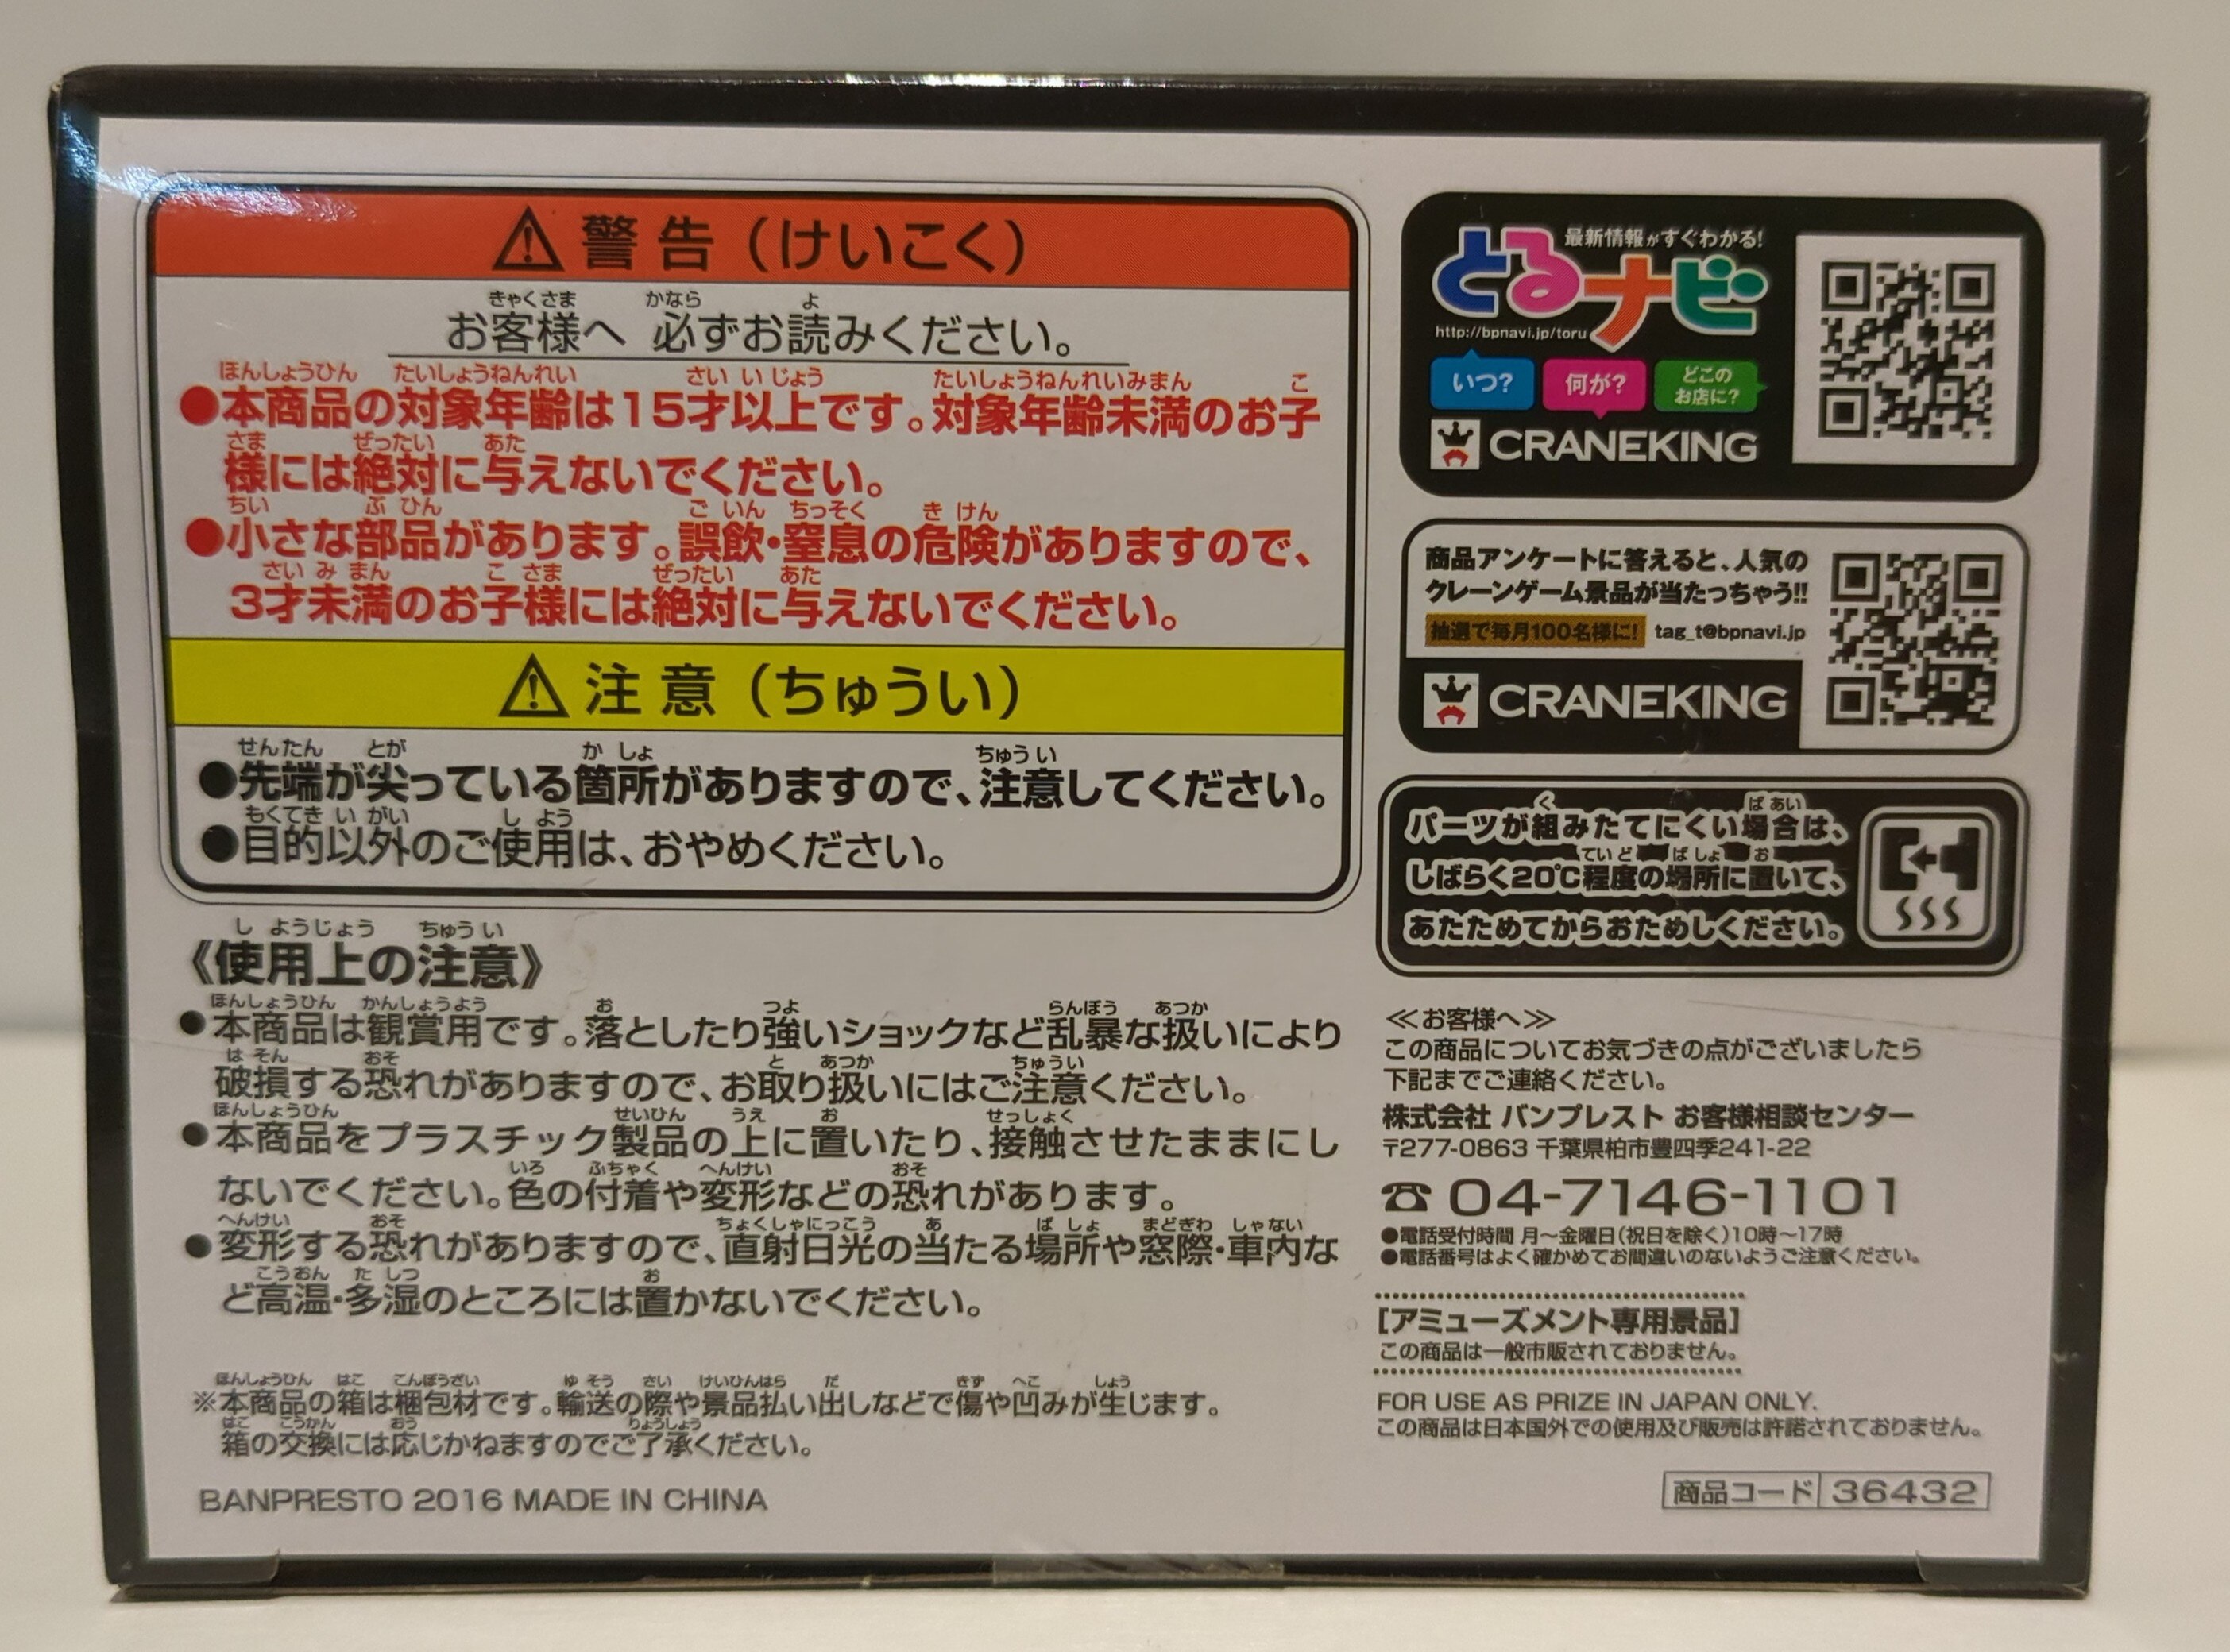 警告（けいこく）
お客様へ 必ずお読みください。
●本商品の対象年齢は15才以上です。対象年齢未満のお子
様には絶対に与えないでください。
●小さな部品があります。誤飲・窒息の危険がありますので、
3才未満のお子様には絶対に与えないでください。
注意（ちゅうい）
●先端が尖っている箇所がありますので、注意してください。
●目的以外のご使用は、おやめください。
《使用上の注意》
●本商品は観賞用です。落としたり強いショックなど乱暴な扱いにより
破損する恐れがありますので、お取り扱いにはご注意ください。
●本商品をプラスチック製品の上に置いたり、接触させたままにし
ないでください。色の付着や変形などの恐れがあります。
●変形する恐れがありますので、直射日光の当たる場所や窓際・車内な
ど高温・多湿のところには置かないでください。
※本商品の箱は梱包材です。輸送の際や景品払い出しなどで傷や凹みが生じます。
箱の交換には応じかねますのでご了承ください。
BANPRESTO 2016 MADE IN CHINA
最新情報がすぐわかる!
とるナビ
http://bpnavi.jp/toru
いつ? 何が? どこの
お店に?
CRANEKING
商品アンケートに答えると、人気の
クレーンゲーム景品が当たっちゃう!!
抽選で毎月100名様に! tag_t@bpnavi.jp
CRANEKING
パーツが組みたてにくい場合は、
しばらく20℃程度の場所に置いて、
あたためてからおためしください。
≪お客様へ≫
この商品についてお気づきの点がございましたら
下記までご連絡ください。
株式会社 バンプレスト お客様相談センター
〒277-0863 千葉県柏市豊四季241-22
☎04-7146-1101
●電話受付時間 月～金曜日(祝日を除く)10時～17時
●電話番号はよく確かめてお間違いのないようご注意ください。
[アミューズメント専用景品]
この商品は一般市販されておりません。
FOR USE AS PRIZE IN JAPAN ONLY.
この商品は日本国外での使用及び販売は許諾されておりません。
商品コード 36432